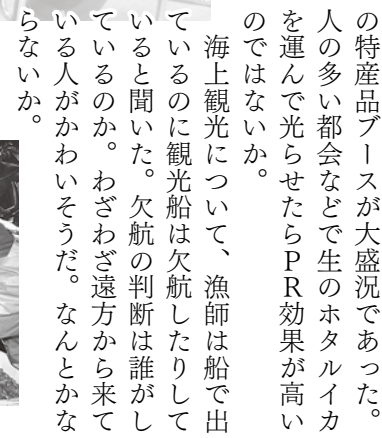 の特産品ブースが大盛況であった。
人の多い都会などで生のホタルイカ
を運んで光らせたらＰＲ効果が高い
のではないか。
海上観光について、漁師は船で出
ているのに観光船は欠航したりして
いると聞いた。欠航の判断は誰がし
ているのか。わざわざ遠方から来て
いる人がかわいそうだ。なんとかな
らないか。